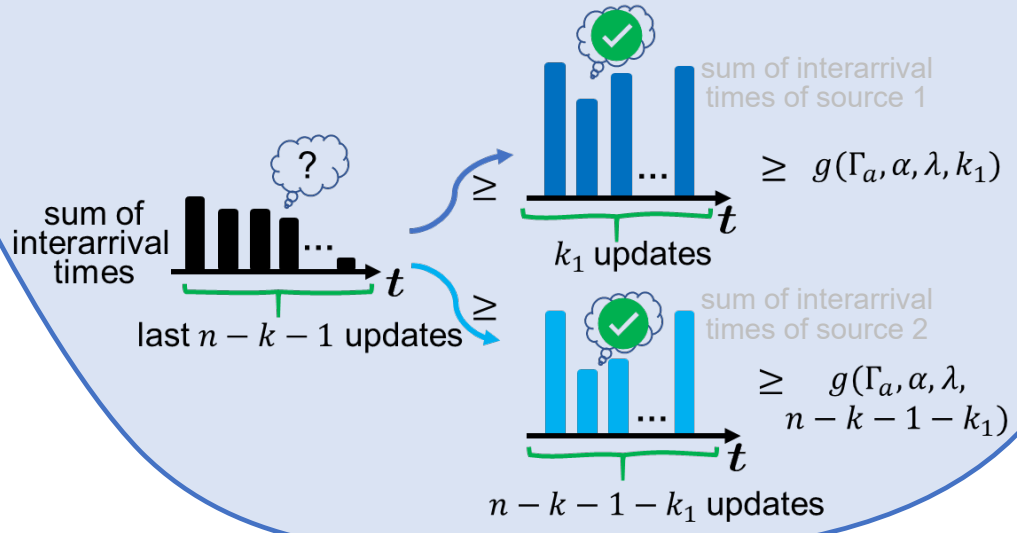 ?
sum of
interarrival
times
...
t
last n − k − 1 updates
≥
sum of interarrival
times of source 1
...
t
k₁ updates
≥ g(Γₐ, α, λ, k₁)
≥
sum of interarrival
times of source 2
...
t
n − k − 1 − k₁ updates
≥ g(Γₐ, α, λ,
n − k − 1 − k₁)